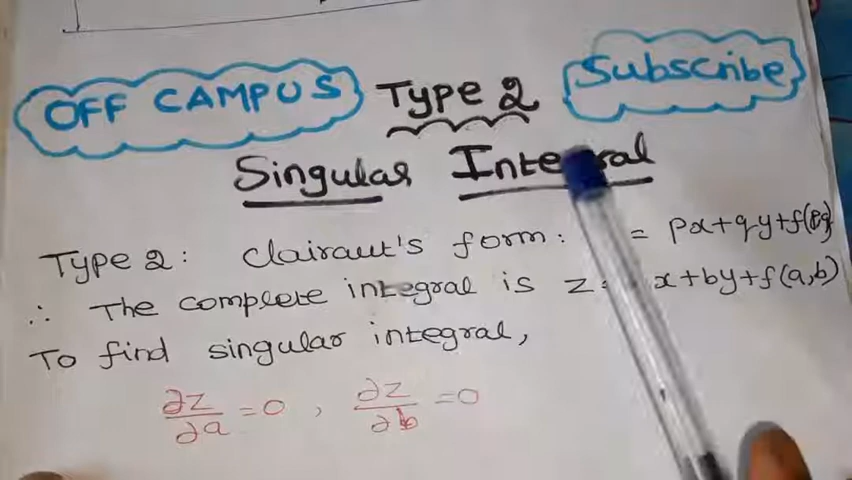 OFF CAMPUS Type 2 Subscribe
Singular Integral
Type 2: Clairaut's form: = px+qy+f(p,q)
∴ The complete integral is z= x+by+f(a,b)
To find singular integral,
∂z/∂a =0 , ∂z/∂b =0